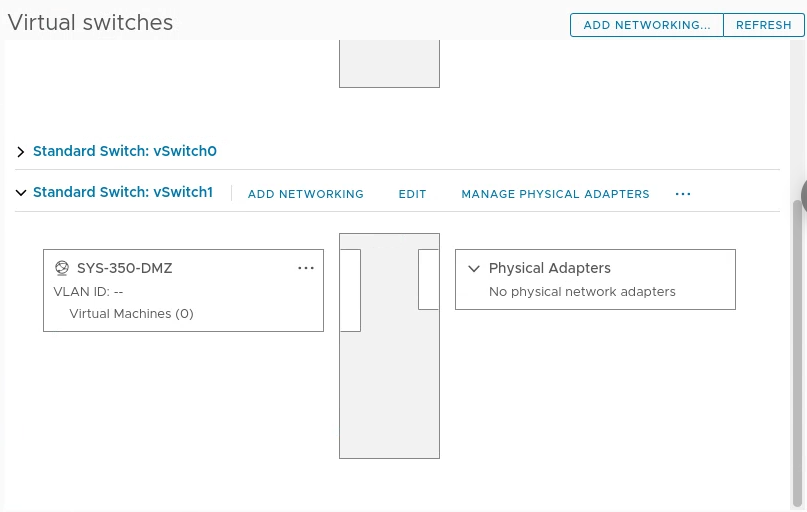 Virtual switches
ADD NETWORKING... REFRESH
Standard Switch: vSwitch0
Standard Switch: vSwitch1 ADD NETWORKING EDIT MANAGE PHYSICAL ADAPTERS ...
SYS-350-DMZ ...
VLAN ID: --
Virtual Machines (0)
Physical Adapters
No physical network adapters